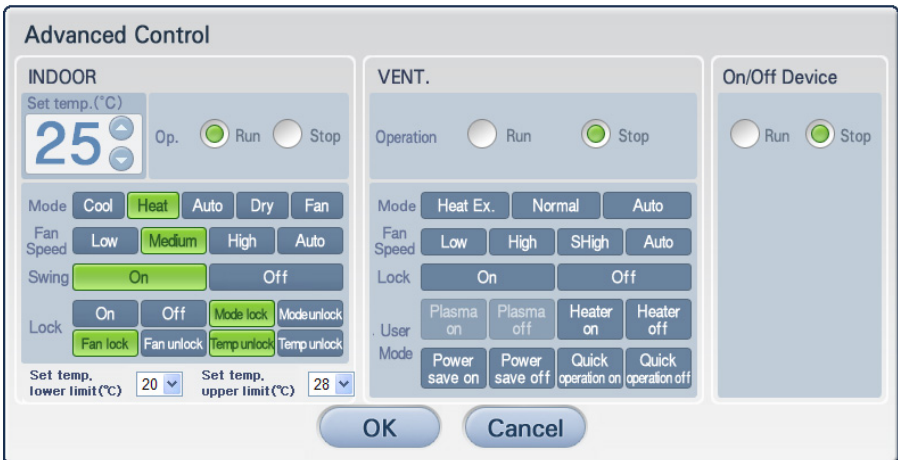 Advanced Control
INDOOR
Set temp.(°C)
25
Op. Run Stop
Mode Cool Heat Auto Dry Fan
Fan Speed Low Medium High Auto
Swing On Off
Lock On Off Mode lock Mode unlock
Fan lock Fan unlock Temp unlock Temp unlock
Set temp. lower limit(°C) 20 Set temp. upper limit(°C) 28
VENT.
Operation Run Stop
Mode Heat Ex. Normal Auto
Fan Speed Low High SHigh Auto
Lock On Off
. User Mode
Plasma on Plasma off Heater on Heater off
Power save on Power save off Quick operation on Quick operation off
On/Off Device
Run Stop
OK Cancel